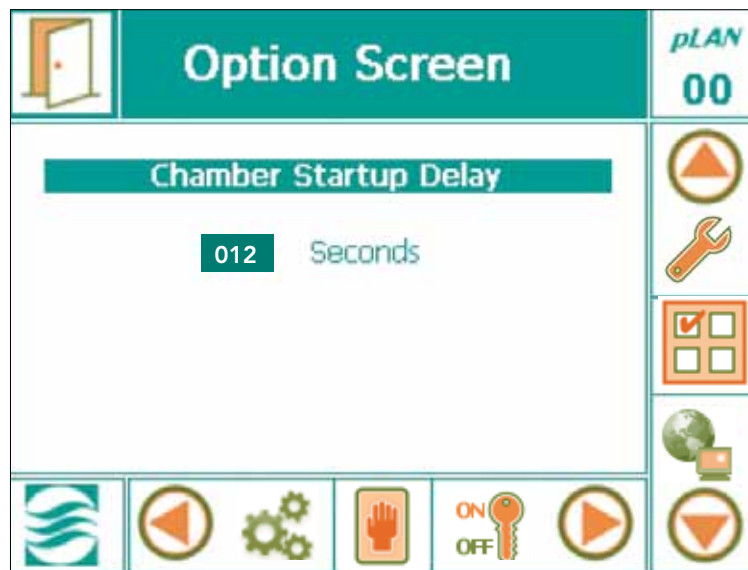 Option Screen
pLAN
00
Chamber Startup Delay
012 Seconds
ON
OFF